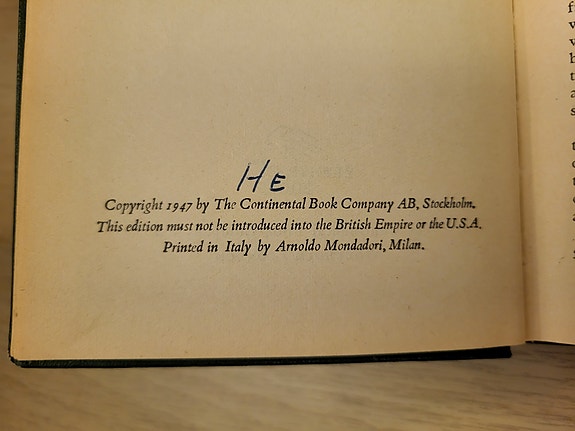 HE
Copyright 1947 by The Continental Book Company AB, Stockholm.
This edition must not be introduced into the British Empire or the U.S.A.
Printed in Italy by Arnoldo Mondadori, Milan.